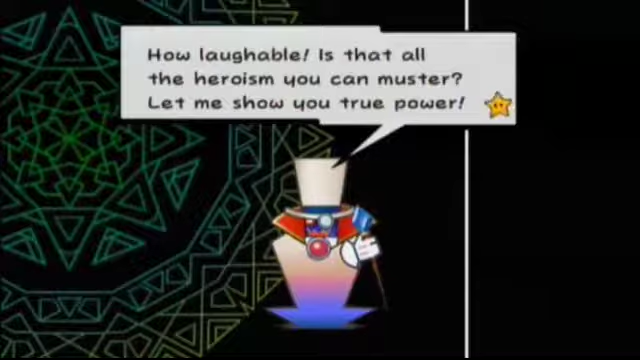 How laughable! Is that all
the heroism you can muster?
Let me show you true power!